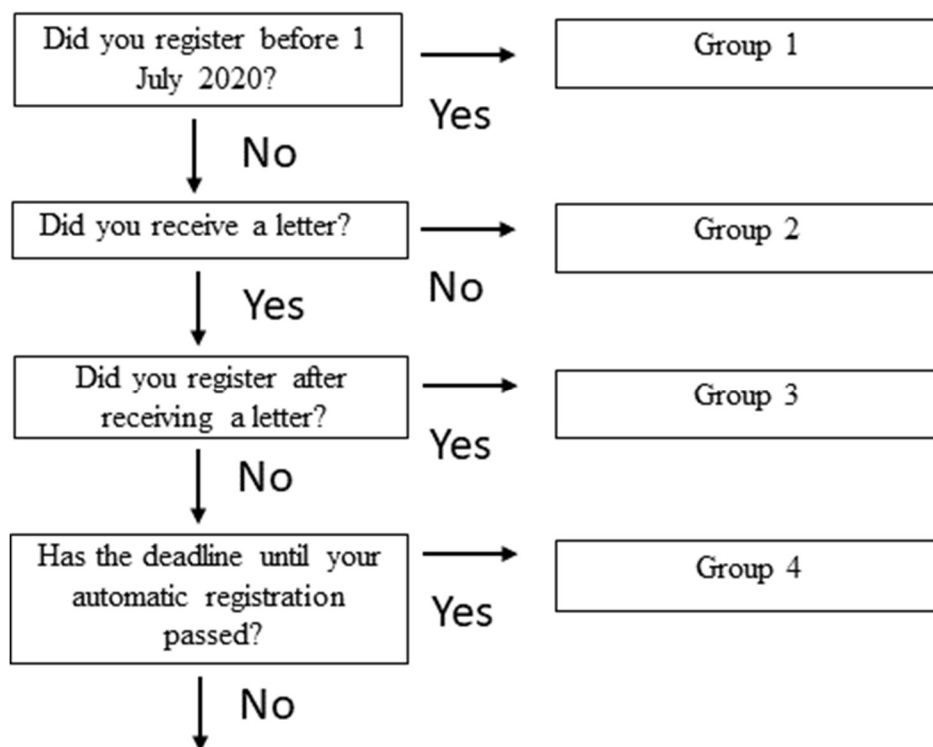 Did you register before 1
July 2020?
Group 1
Yes
No
Did you receive a letter?
Group 2
No
Yes
Did you register after
receiving a letter?
Group 3
Yes
No
Has the deadline until your
automatic registration
passed?
Group 4
Yes
No